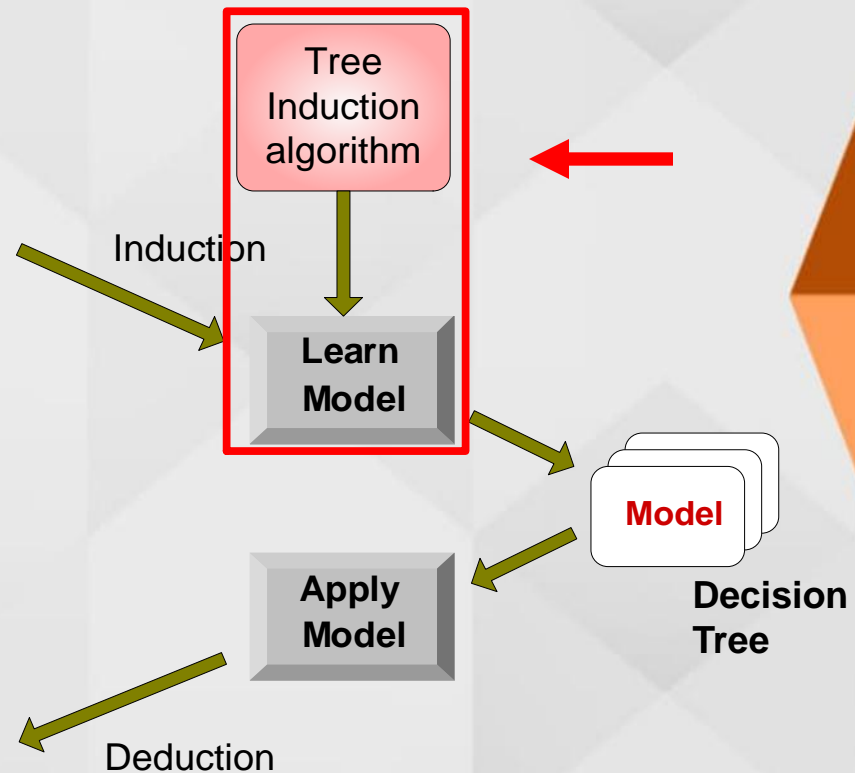 Tree
Induction
algorithm
Induction
Learn
Model
Model
Decision
Tree
Apply
Model
Deduction